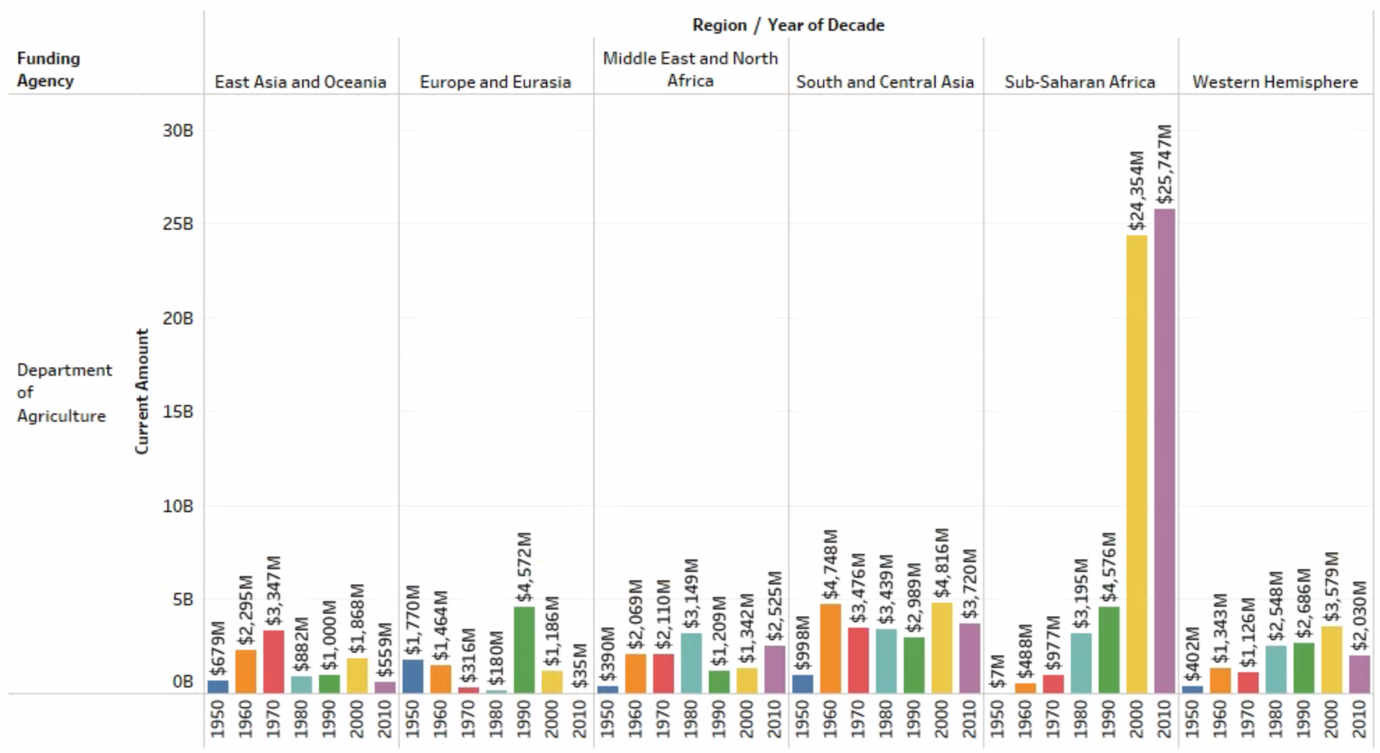 Region / Year of Decade
Funding
Agency
East Asia and Oceania
Europe and Eurasia
Middle East and North
Africa
South and Central Asia
Sub-Saharan Africa
Western Hemisphere
Department
of
Agriculture
Current Amount
30B
25B
20B
15B
10B
5B
0B
$679M
$2,295M
$3,347M
$882M
$1,000M
$1,868M
$559M
$1,770M
$1,464M
$316M
$180M
$4,572M
$1,186M
$35M
$390M
$2,069M
$2,110M
$3,149M
$1,209M
$1,342M
$2,525M
$998M
$4,748M
$3,476M
$3,439M
$2,989M
$4,816M
$3,720M
$7M
$488M
$977M
$3,195M
$4,576M
$24,354M
$25,747M
$402M
$1,343M
$1,126M
$2,548M
$2,686M
$3,579M
$2,030M
1950
1960
1970
1980
1990
2000
2010
1950
1960
1970
1980
1990
2000
2010
1950
1960
1970
1980
1990
2000
2010
1950
1960
1970
1980
1990
2000
2010
1950
1960
1970
1980
1990
2000
2010
1950
1960
1970
1980
1990
2000
2010